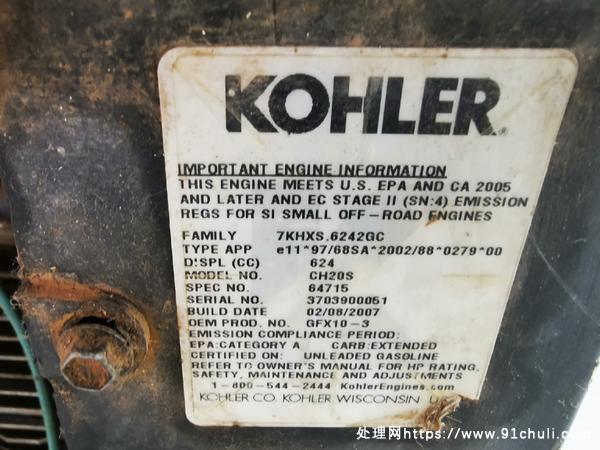 KOHLER®
IMPORTANT ENGINE INFORMATION
THIS ENGINE MEETS U.S. EPA AND CA 2005
AND LATER AND EC STAGE II (SN:4) EMISSION
REGS FOR SI SMALL OFF-ROAD ENGINES
FAMILY 7KHXS.6242GC
TYPE APP e11*97/68SA*2002/88*0279*00
DISPL (CC) 624
MODEL NO. CH20S
SPEC NO. 64715
SERIAL NO. 3703900051
BUILD DATE 02/08/2007
OEM PROD. NO. GFX10-3
EMISSION COMPLIANCE PERIOD:
EPA:CATEGORY A CARB:EXTENDED
CERTIFIED ON: UNLEADED GASOLINE
REFER TO OWNER'S MANUAL FOR HP RATING,
SAFETY, MAINTENANCE AND ADJUSTMENTS
1-800-544-2444 KohlerEngines.com
KOHLER CO. KOHLER WISCONSIN
处理网https://www.91chuli.com/